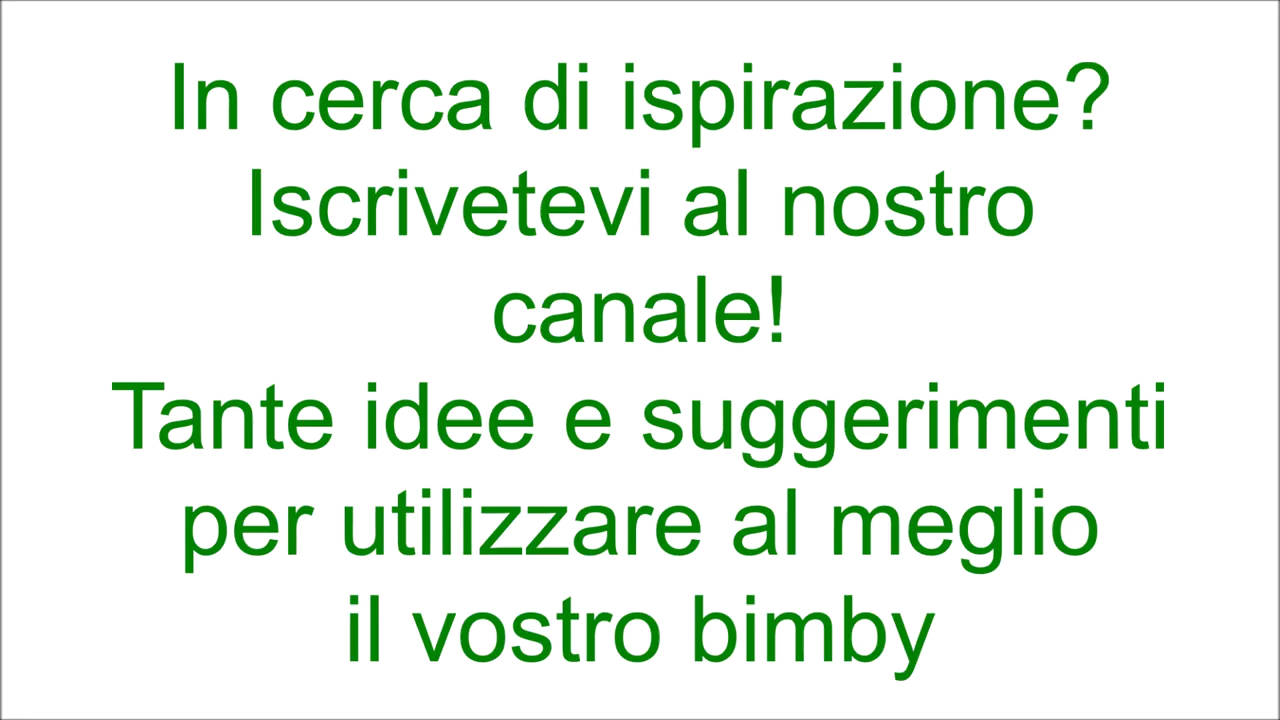 In cerca di ispirazione?
Iscrivetevi al nostro
canale!
Tante idee e suggerimenti
per utilizzare al meglio
il vostro bimby